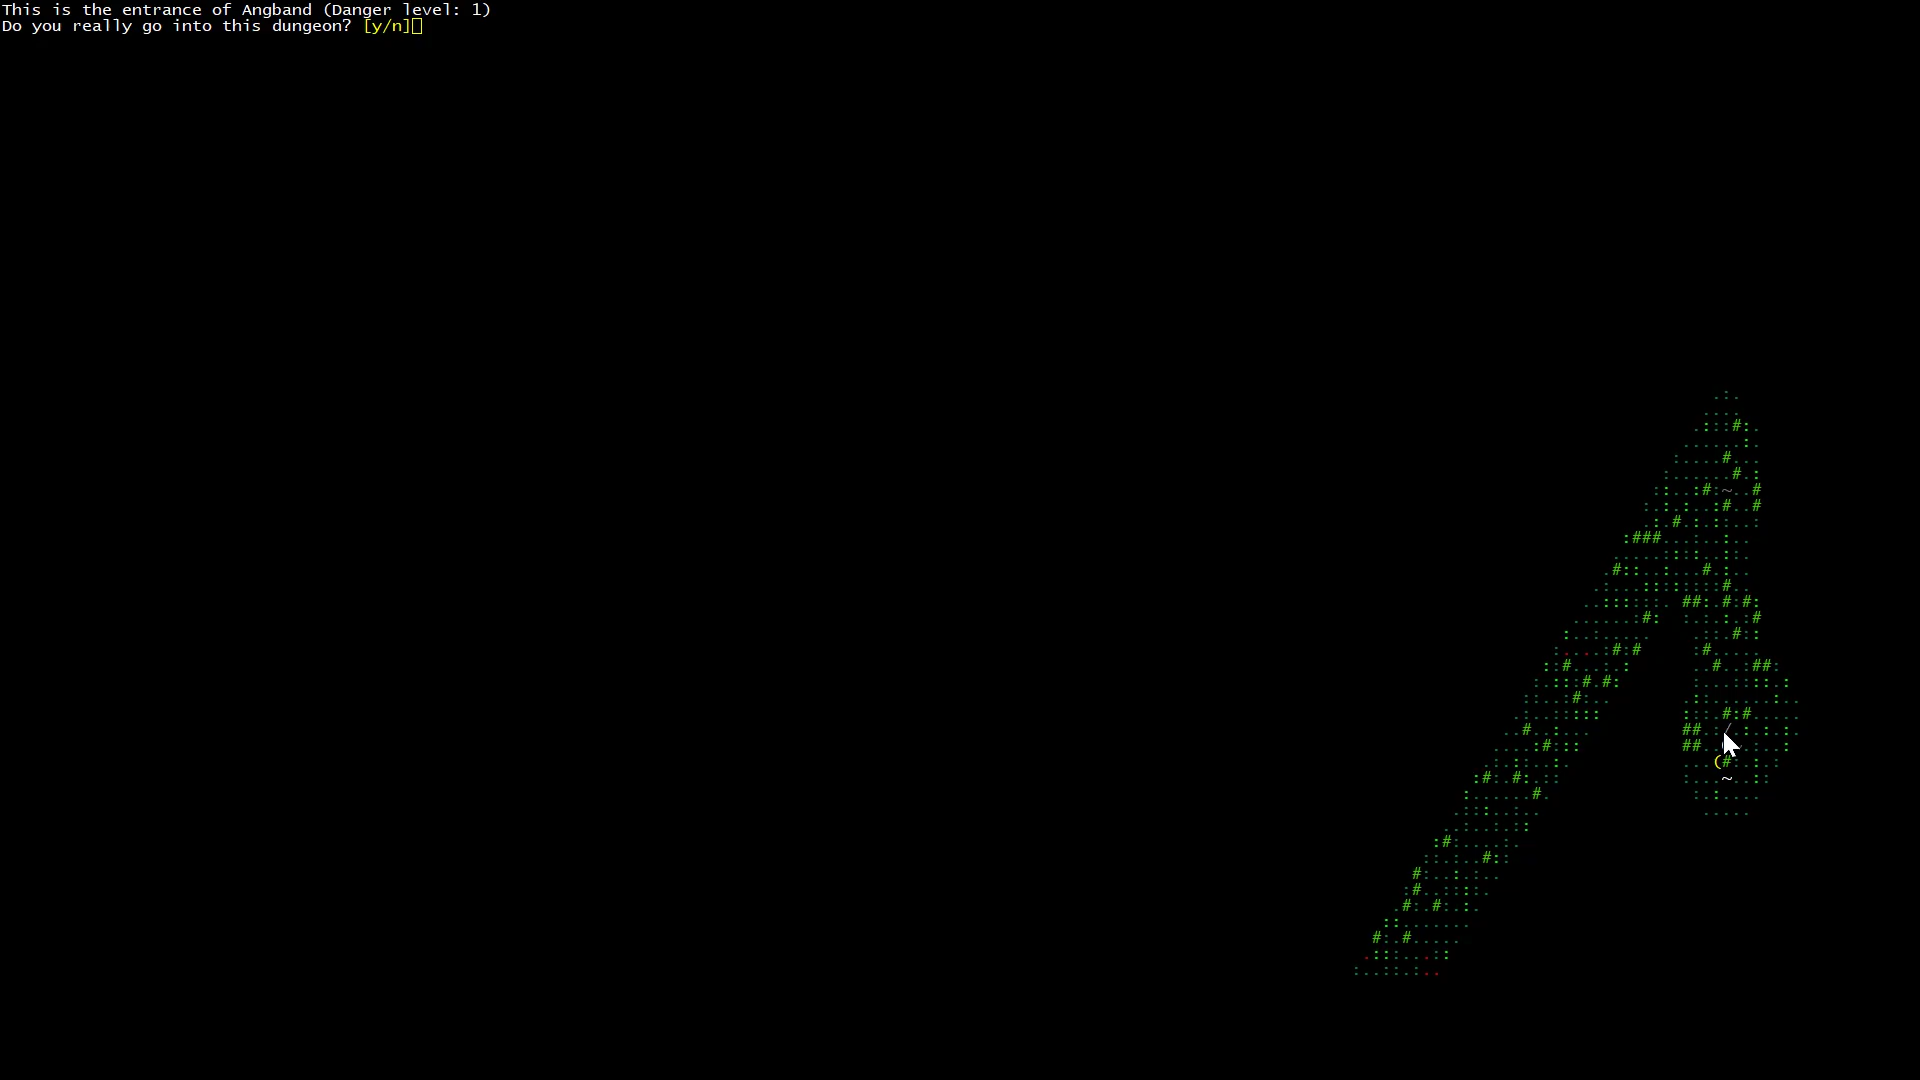 This is the entrance of Angband (Danger level: 1)
Do you really go into this dungeon? [y/n]